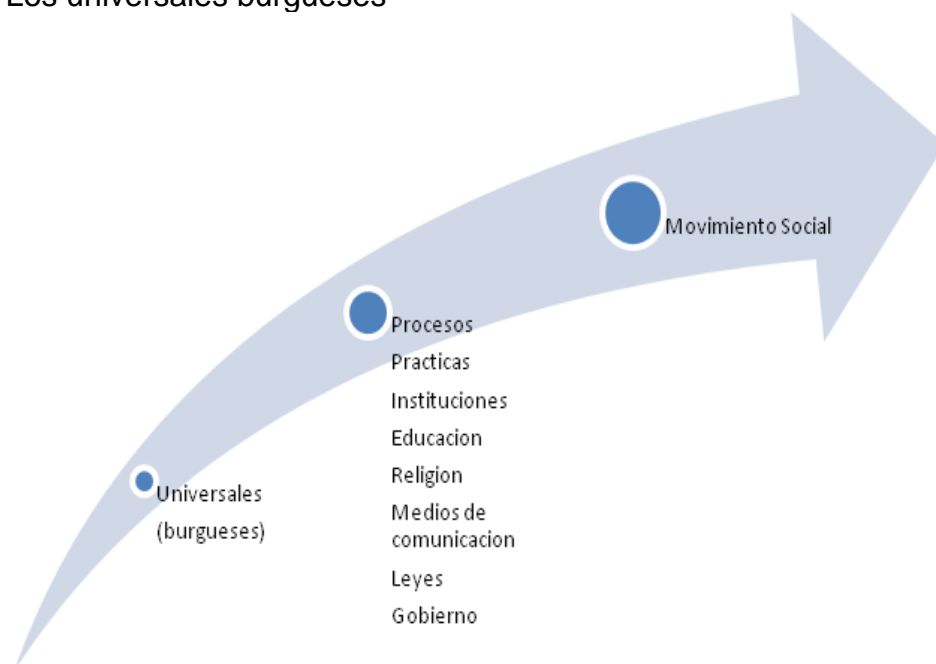 Los universales burgueses
Movimiento Social
Procesos
Practicas
Instituciones
Educacion
Religion
Medios de
comunicacion
Leyes
Gobierno
Universales
(burgueses)